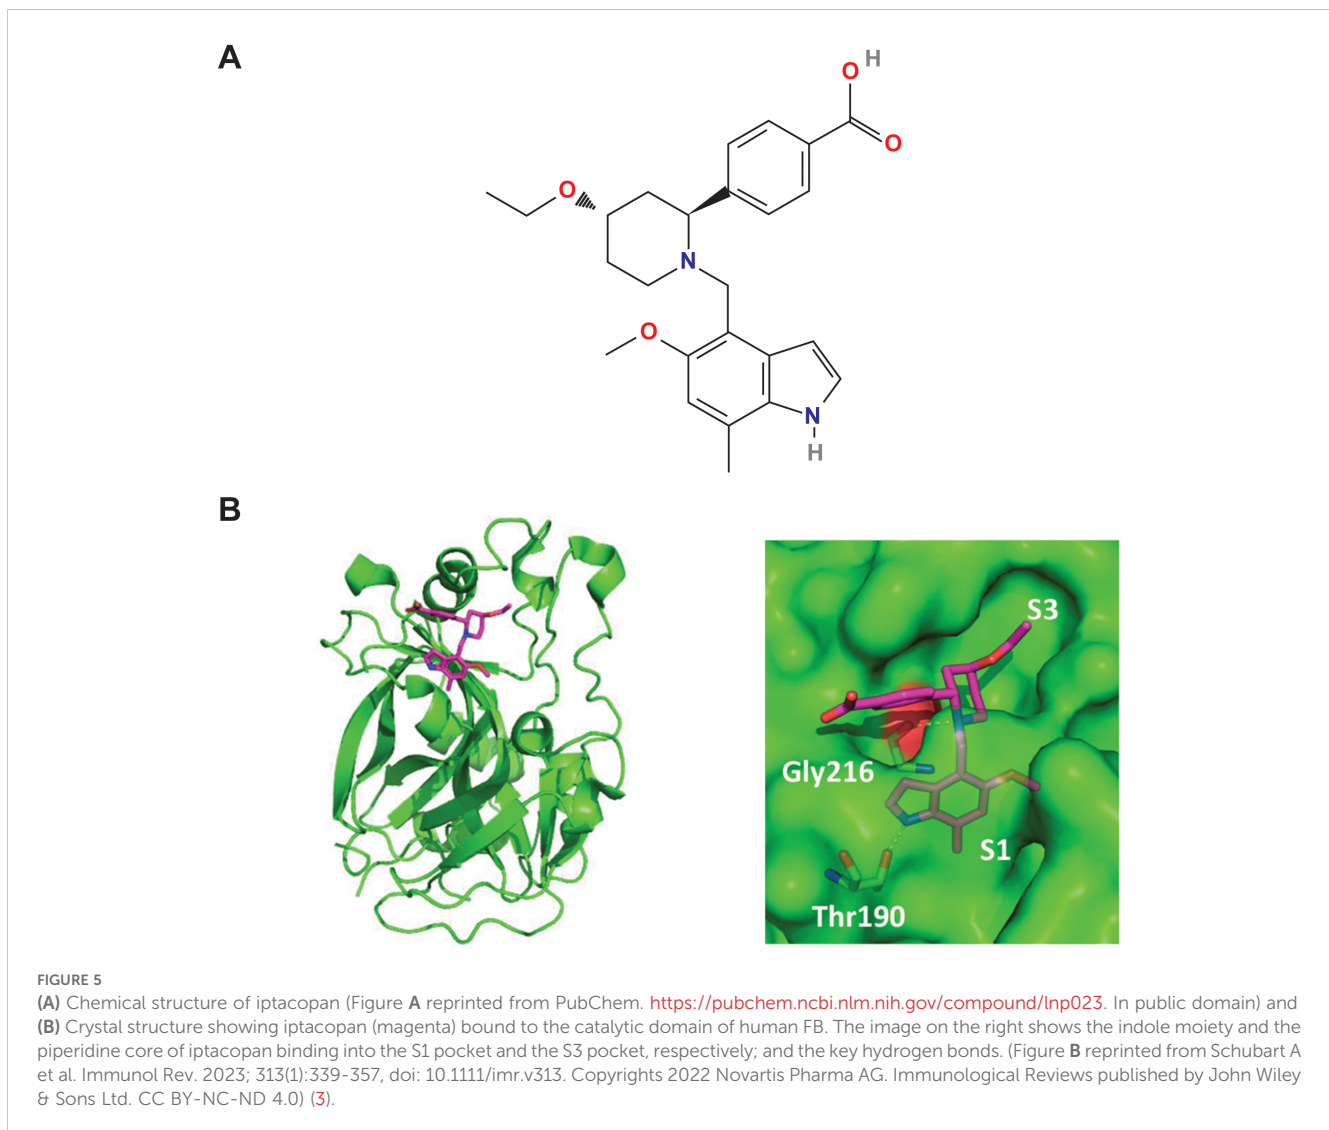 A
H
O
O
O
N
O
N
H
B
S3
Gly216
S1
Thr190
FIGURE 5
(A) Chemical structure of iptacopan (Figure A reprinted from PubChem. https://pubchem.ncbi.nlm.nih.gov/compound/lnp023. In public domain) and
(B) Crystal structure showing iptacopan (magenta) bound to the catalytic domain of human FB. The image on the right shows the indole moiety and the
piperidine core of iptacopan binding into the S1 pocket and the S3 pocket, respectively; and the key hydrogen bonds. (Figure B reprinted from Schubart A
et al. Immunol Rev. 2023; 313(1):339-357, doi: 10.1111/imr.v313. Copyrights 2022 Novartis Pharma AG. Immunological Reviews published by John Wiley
& Sons Ltd. CC BY-NC-ND 4.0) (3).